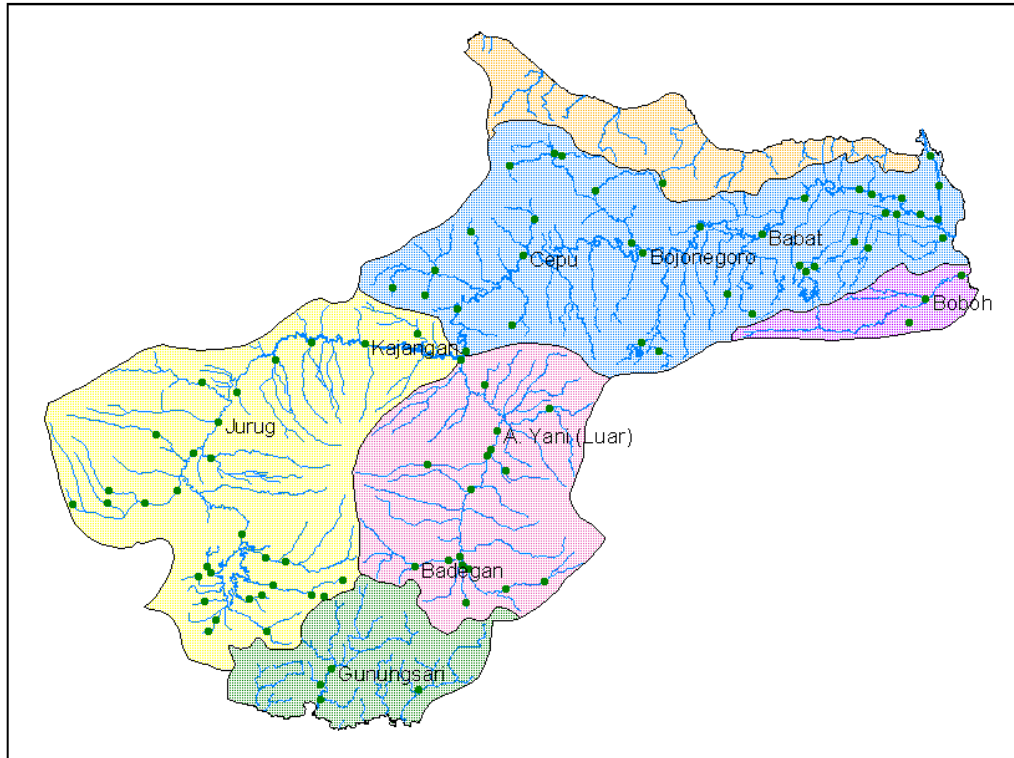 Cepu
Bojonegoro
Babat
Boboh
Kajangan
Jurug
A. Yani (Luar)
Badegan
Gunungsari